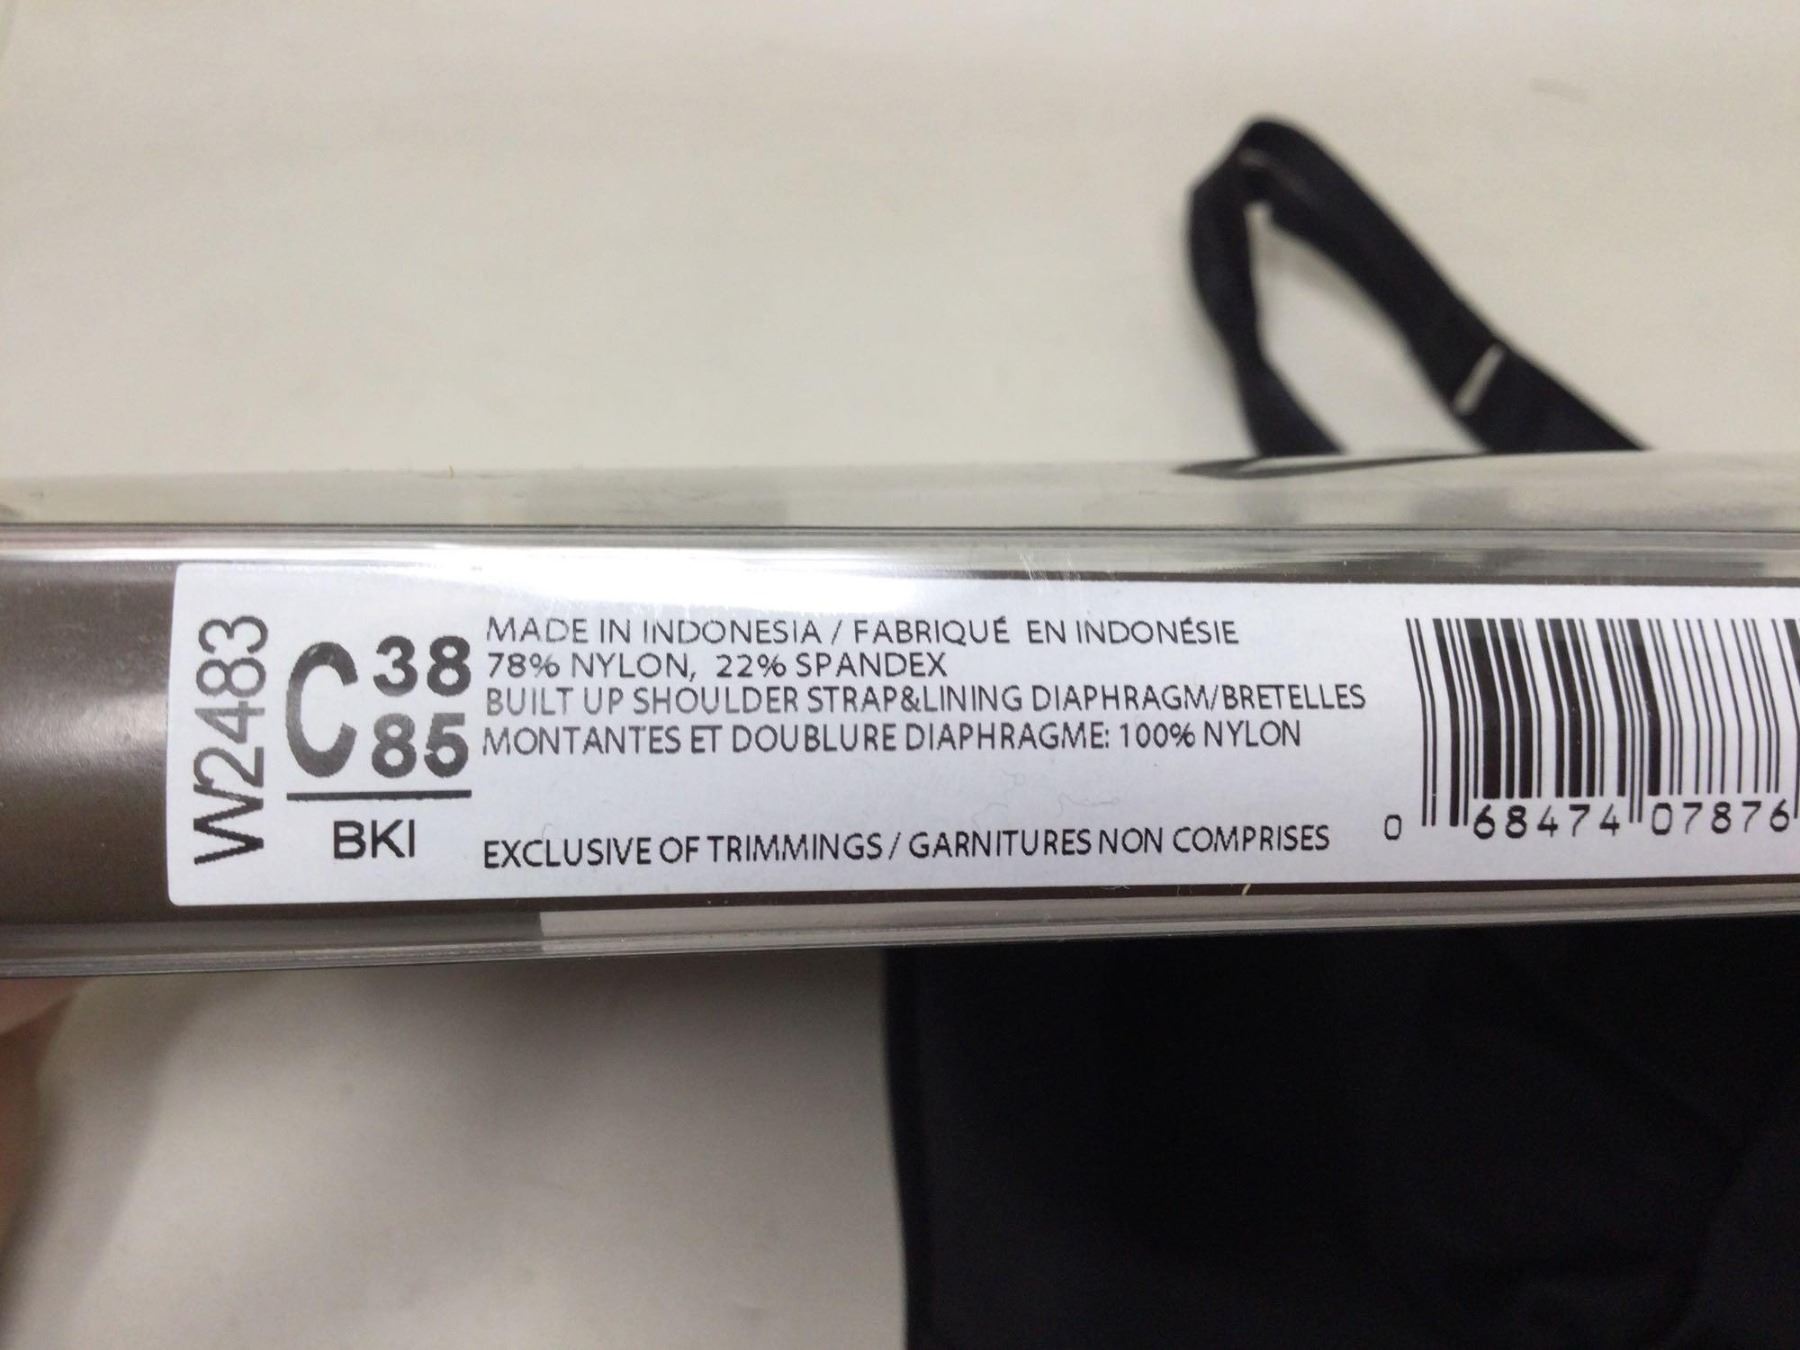 W2483
C 38
85
BKI
MADE IN INDONESIA / FABRIQUÉ EN INDONÉSIE
78% NYLON, 22% SPANDEX
BUILT UP SHOULDER STRAP&LINING DIAPHRAGM/BRETELLES
MONTANTES ET DOUBLURE DIAPHRAGME: 100% NYLON
EXCLUSIVE OF TRIMMINGS / GARNITURES NON COMPRISES
0 68474 07876